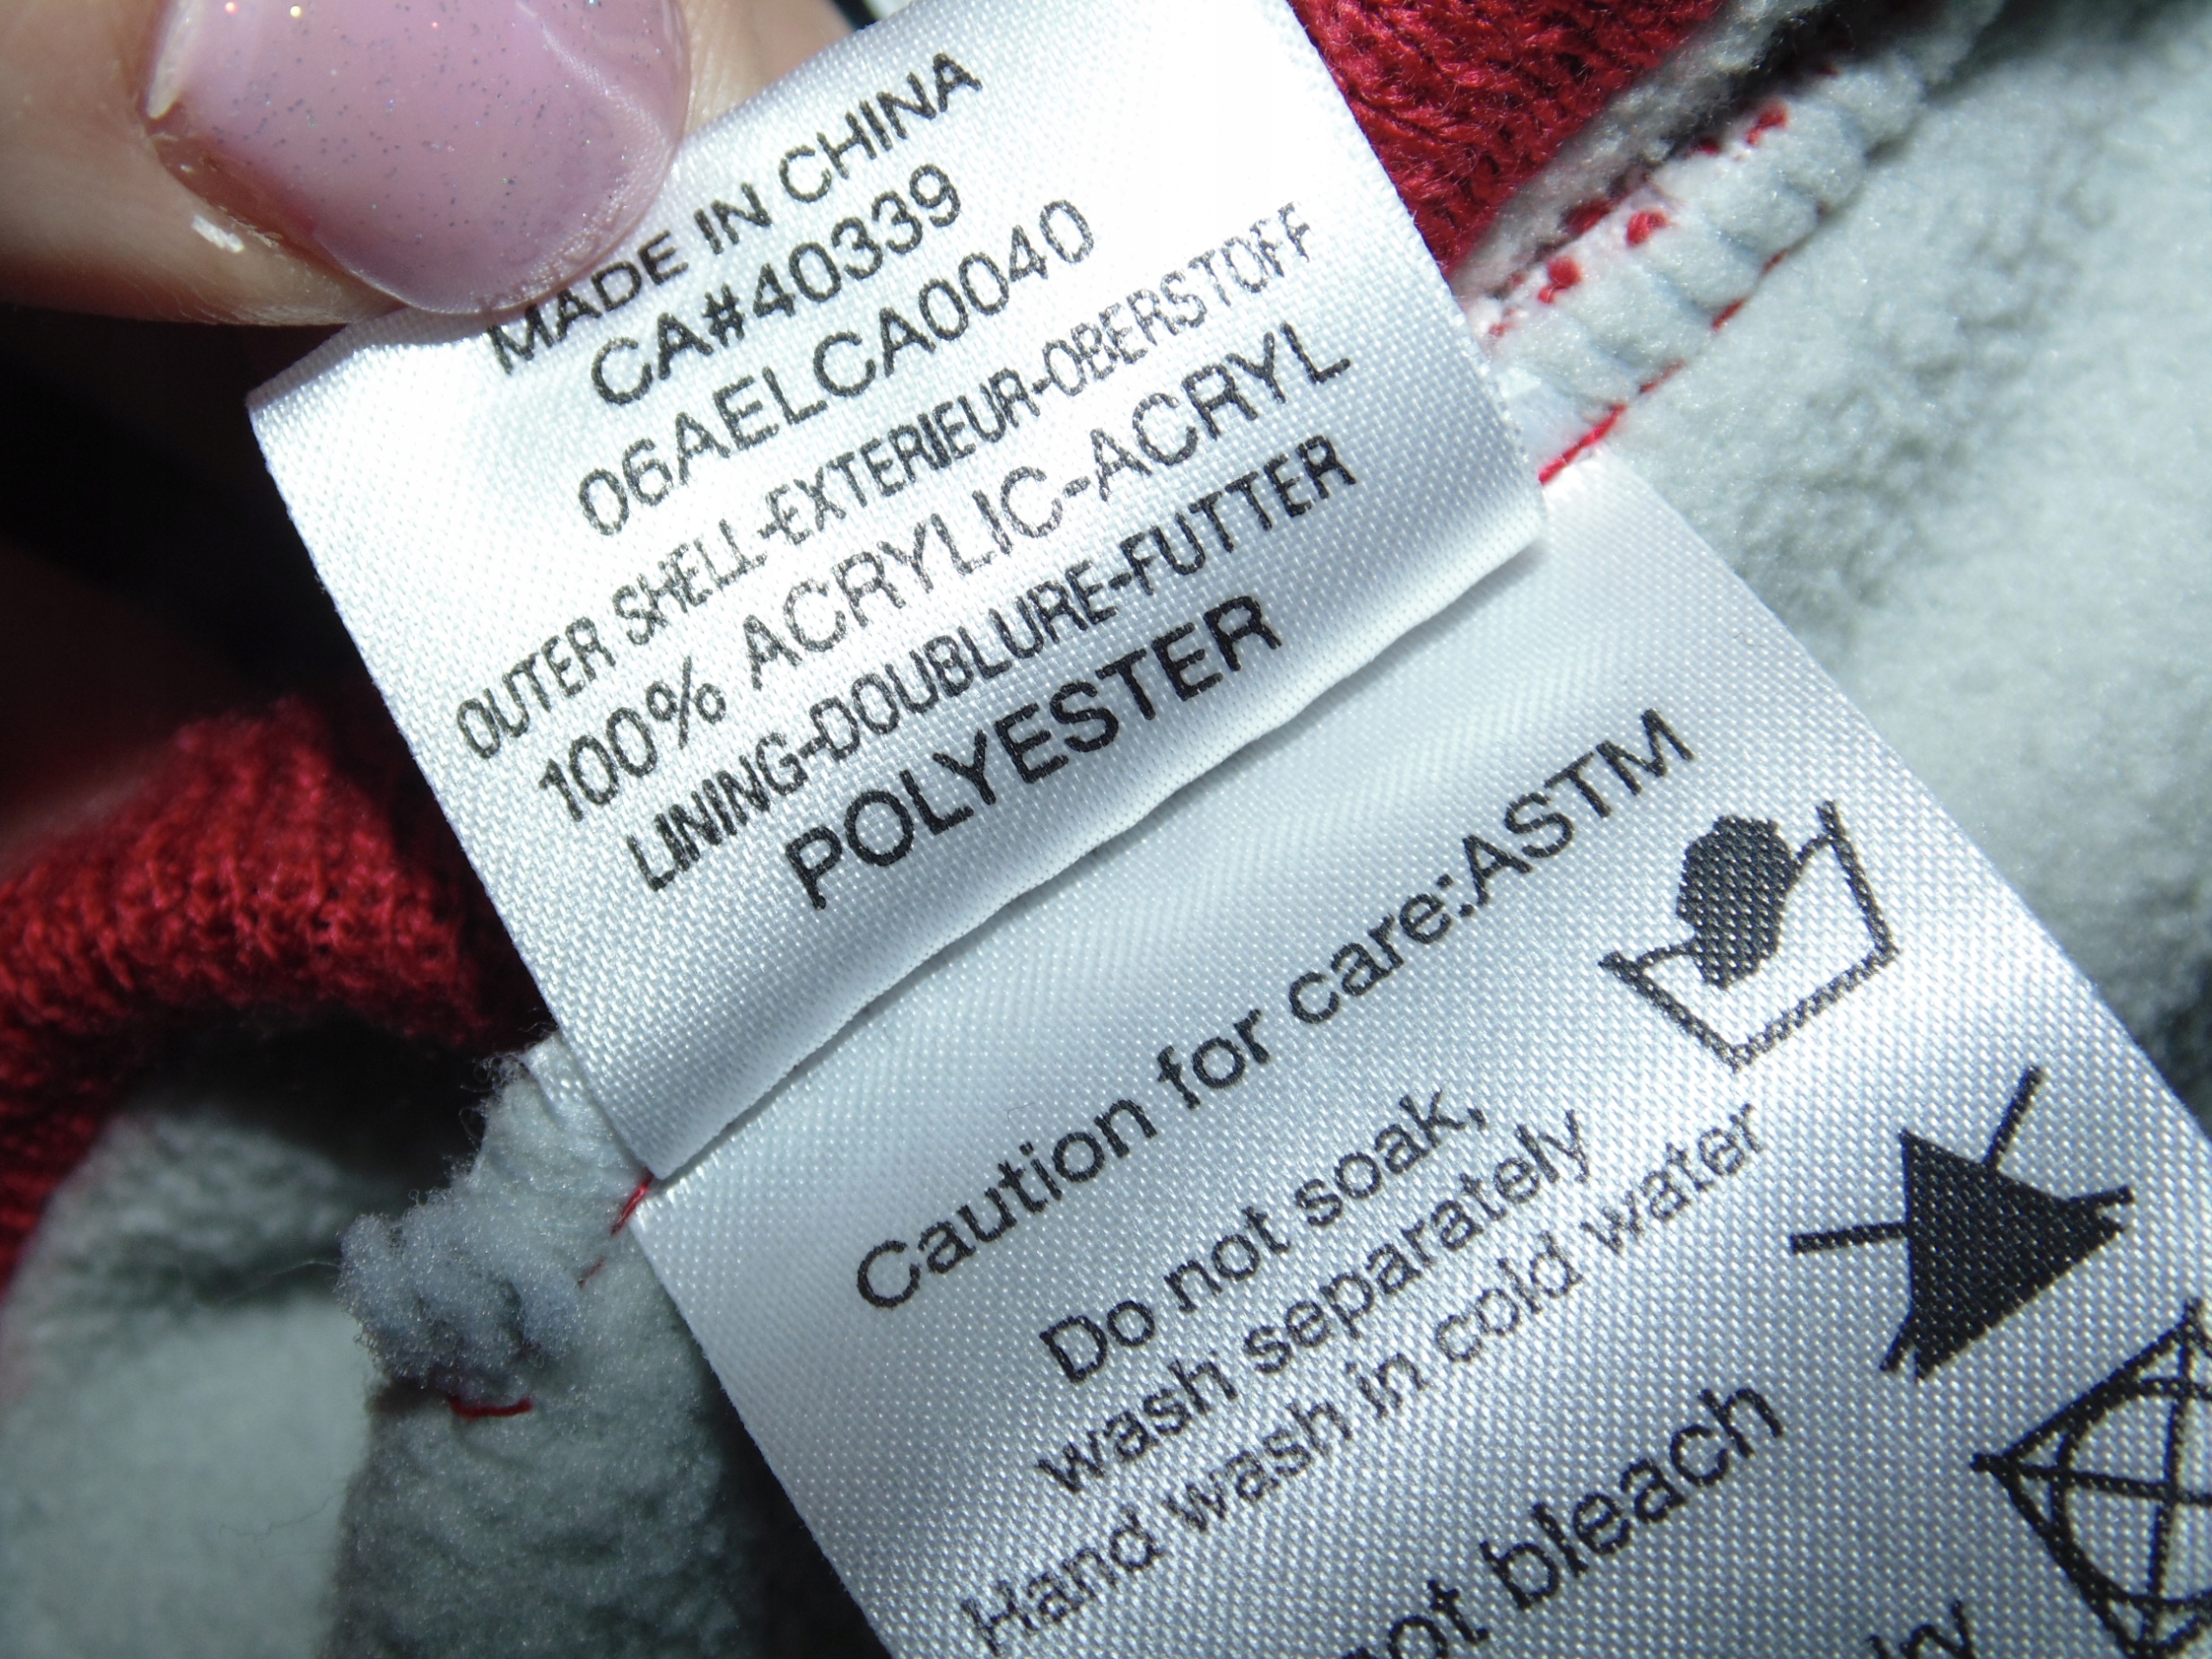 MADE IN CHINA
CA#40339
06AELCA0040
OUTER SHELL-EXTERIEUR-OBERSTOFF
100% ACRYLIC-ACRYL
LINING-DOUBLURE-FUTTER
POLYESTER
Caution for care:ASTM
Do not soak,
wash separately
Hand wash in cold water
not bleach